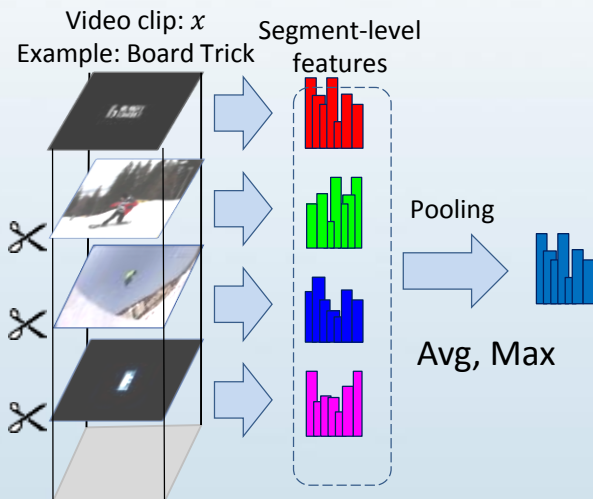 Video clip: x
Example: Board Trick
Segment-level
features
Pooling
Avg, Max